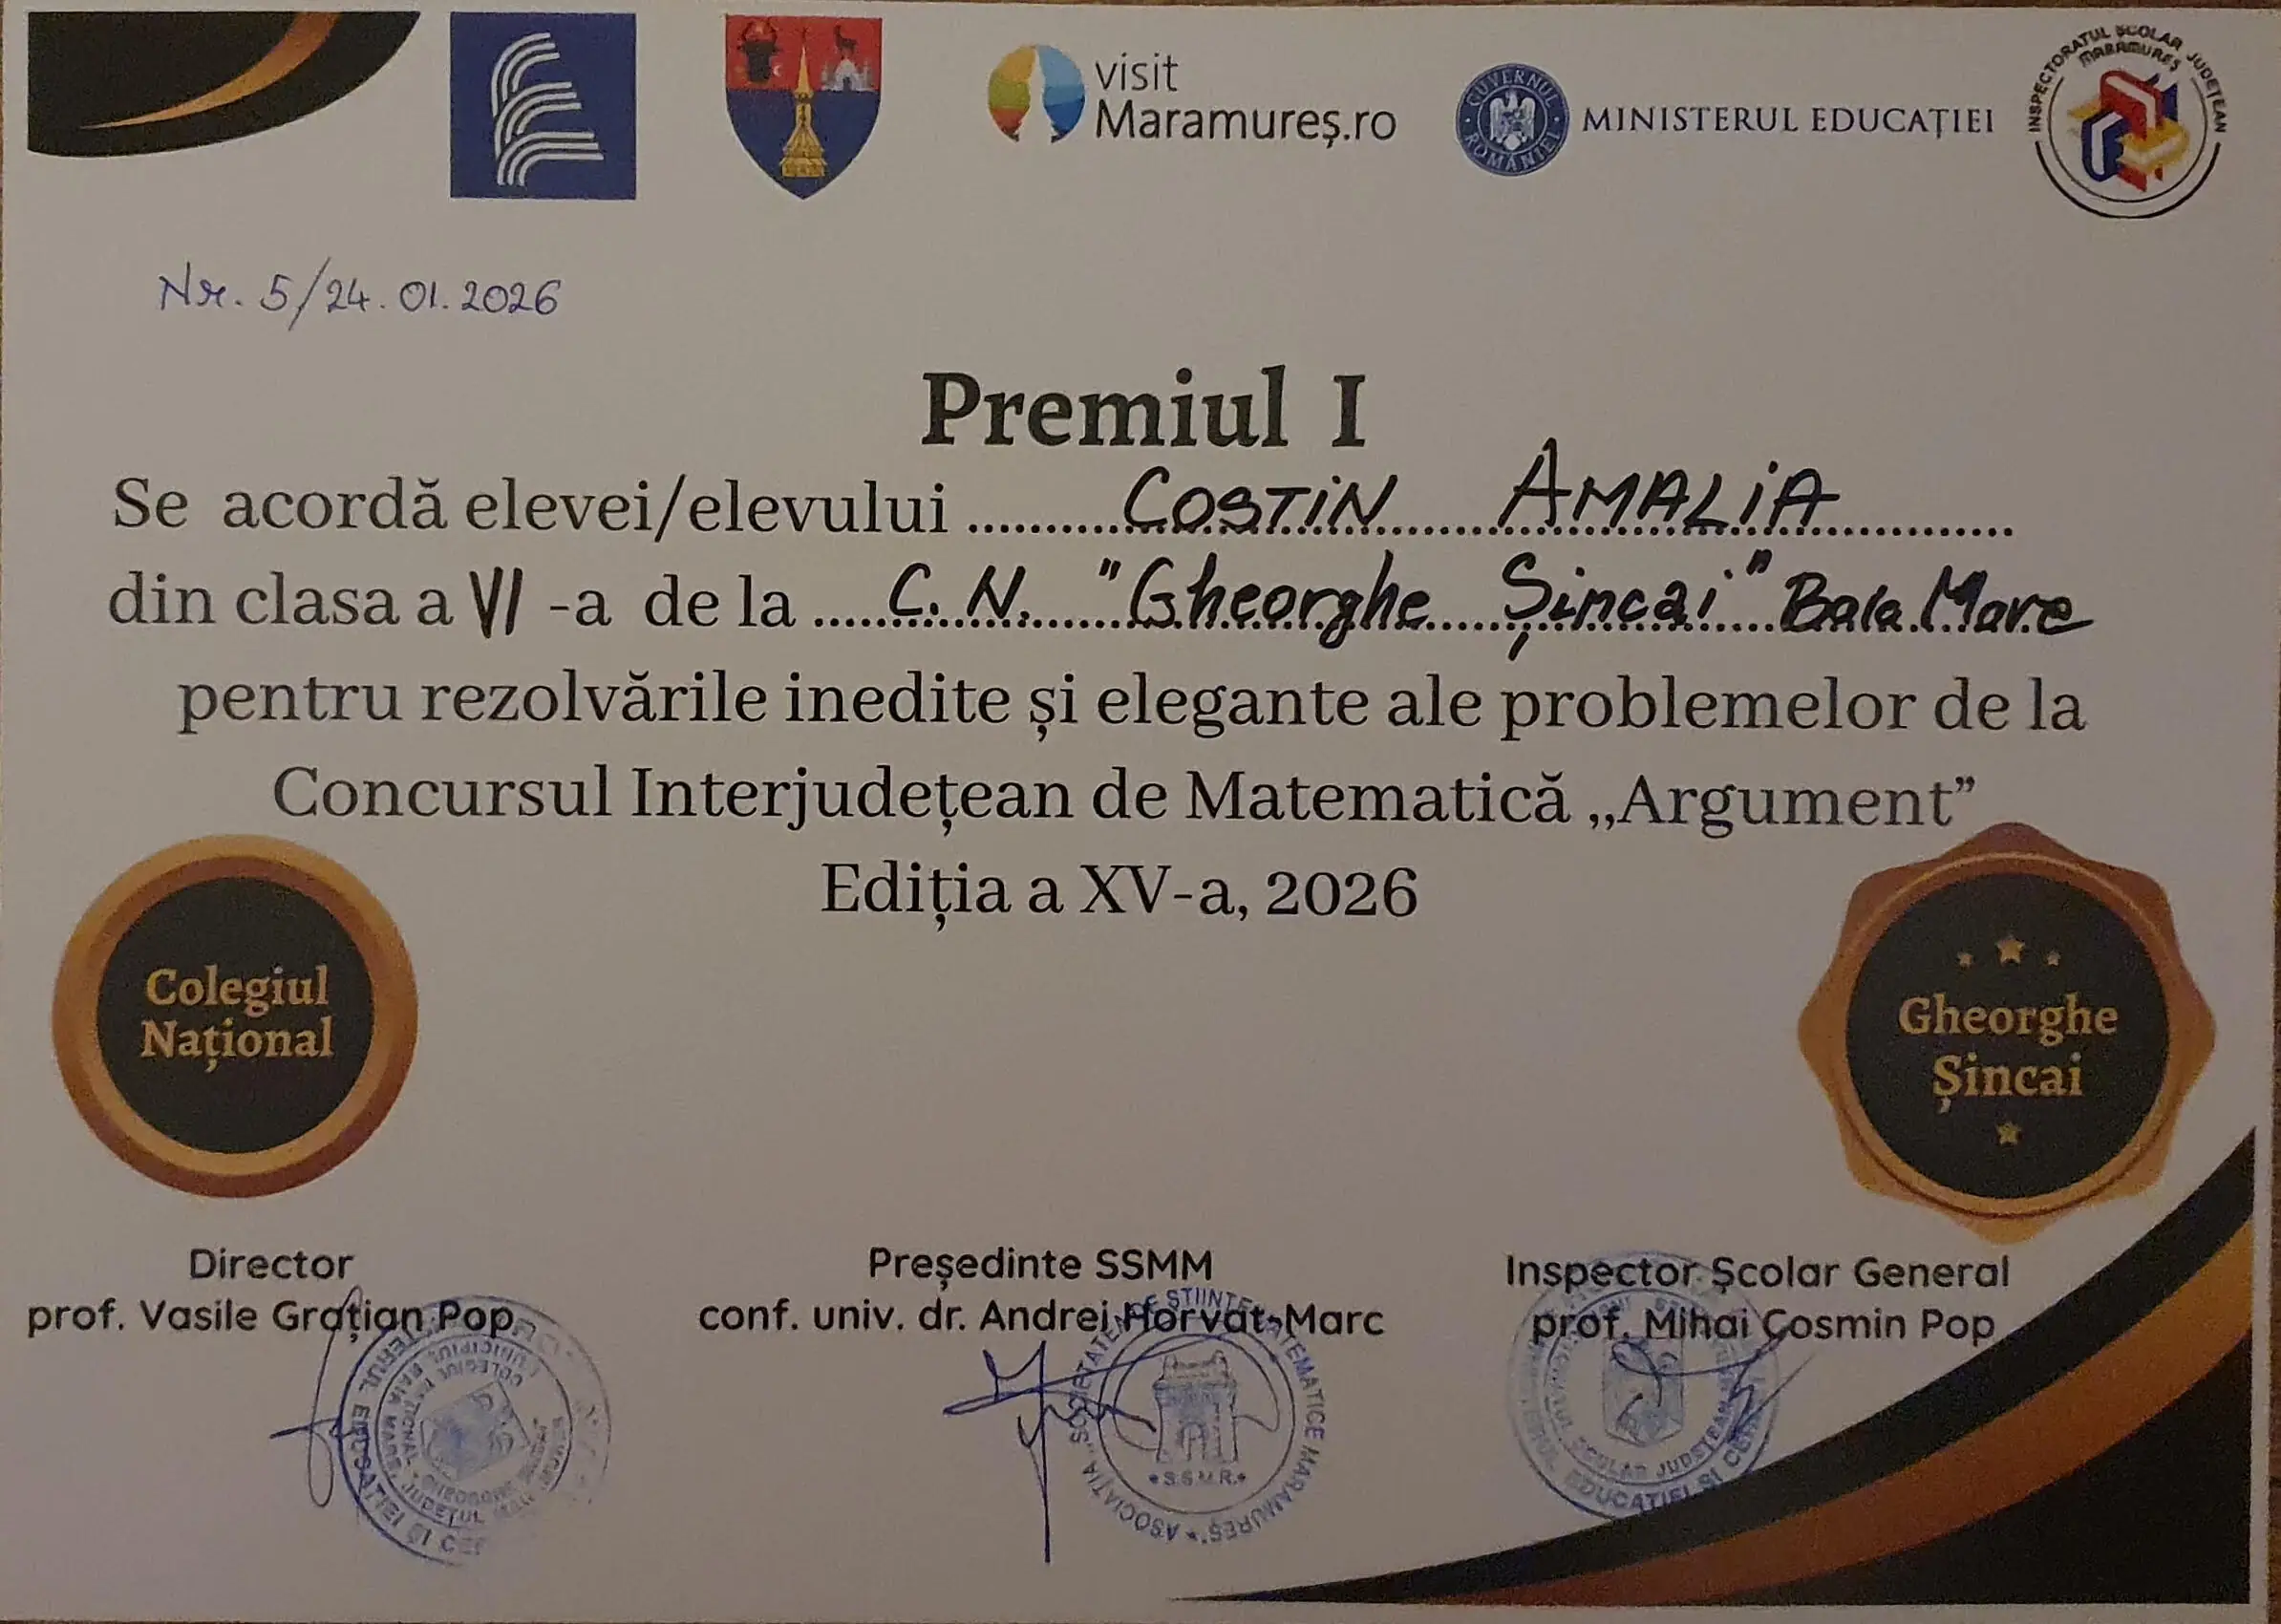 visit
Maramureș.ro
GUVERNUL ROMÂNIEI
MINISTERUL EDUCAȚIEI
INSPECTORATUL ȘCOLAR JUDEȚEAN
MARAMUREȘ
Nr. 5/24.01.2026
Premiul I
Se acordă elevei/elevului ..........COSTIN......AMALIA............
din clasa a VI -a de la .....C. N. "Gheorghe Șincai" Baia Mare
pentru rezolvările inedite și elegante ale problemelor de la
Concursul Interjudețean de Matematică ,,Argument”
Ediția a XV-a, 2026
Colegiul
Național
Gheorghe
Șincai
Director
prof. Vasile Grațian Pop
Președinte SSMM
conf. univ. dr. Andrei Horvat-Marc
Inspector Școlar General
prof. Mihai Cosmin Pop
MATEMATICE MARAMUREȘ
ASOCIAȚIA
S.S.M.R.